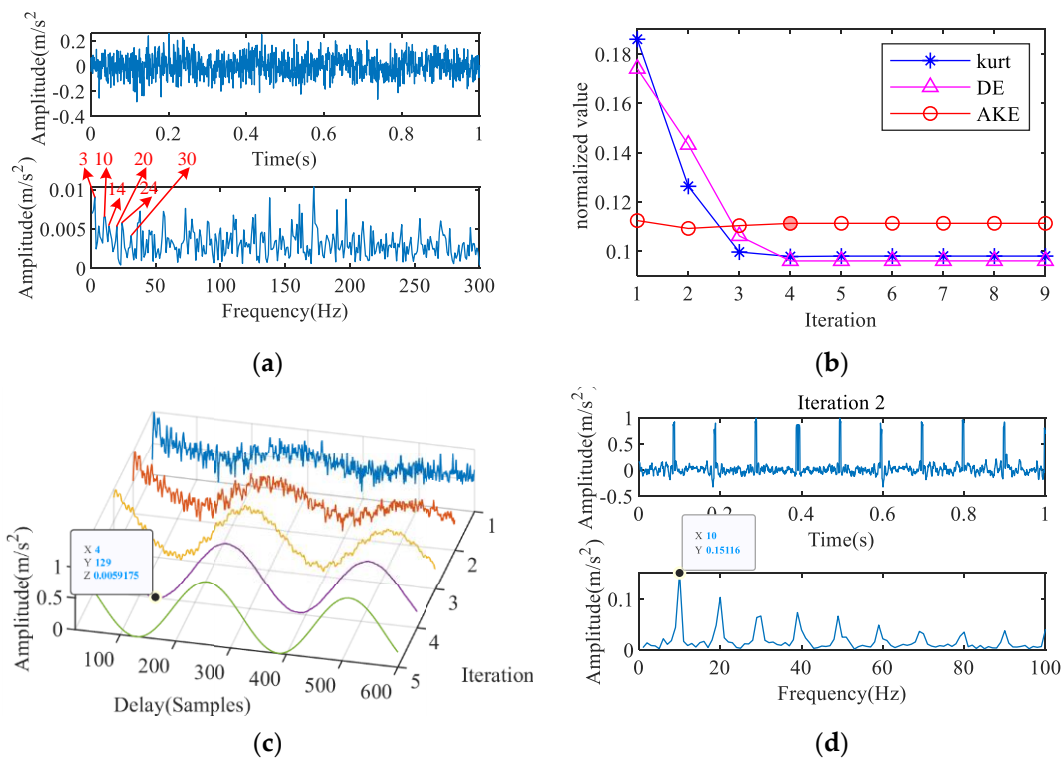 Amplitude(m/s²)
0.2
0
-0.2
-0.4
0 0.2 0.4 0.6 0.8 1
Time(s)
3 10 20 30
14 24
Amplitude(m/s²)
0.01
0.005
0
0 50 100 150 200 250 300
Frequency(Hz)
(a)
normalized value
0.18
0.16
0.14
0.12
0.1
kurt
DE
AKE
1 2 3 4 5 6 7 8 9
Iteration
(b)
Amplitude(m/s²)
1
0.5
0
X 4
Y 129
Z 0.0059175
100 200 300 400 500 600
Delay(Samples)
1
2
3
4
5
Iteration
(c)
Iteration 2
Amplitude(m/s²)
1
0.5
0
-0.5
0 0.2 0.4 0.6 0.8 1
Time(s)
X 10
Y 0.15116
Amplitude(m/s²)
0.1
0
0 20 40 60 80 100
Frequency(Hz)
(d)